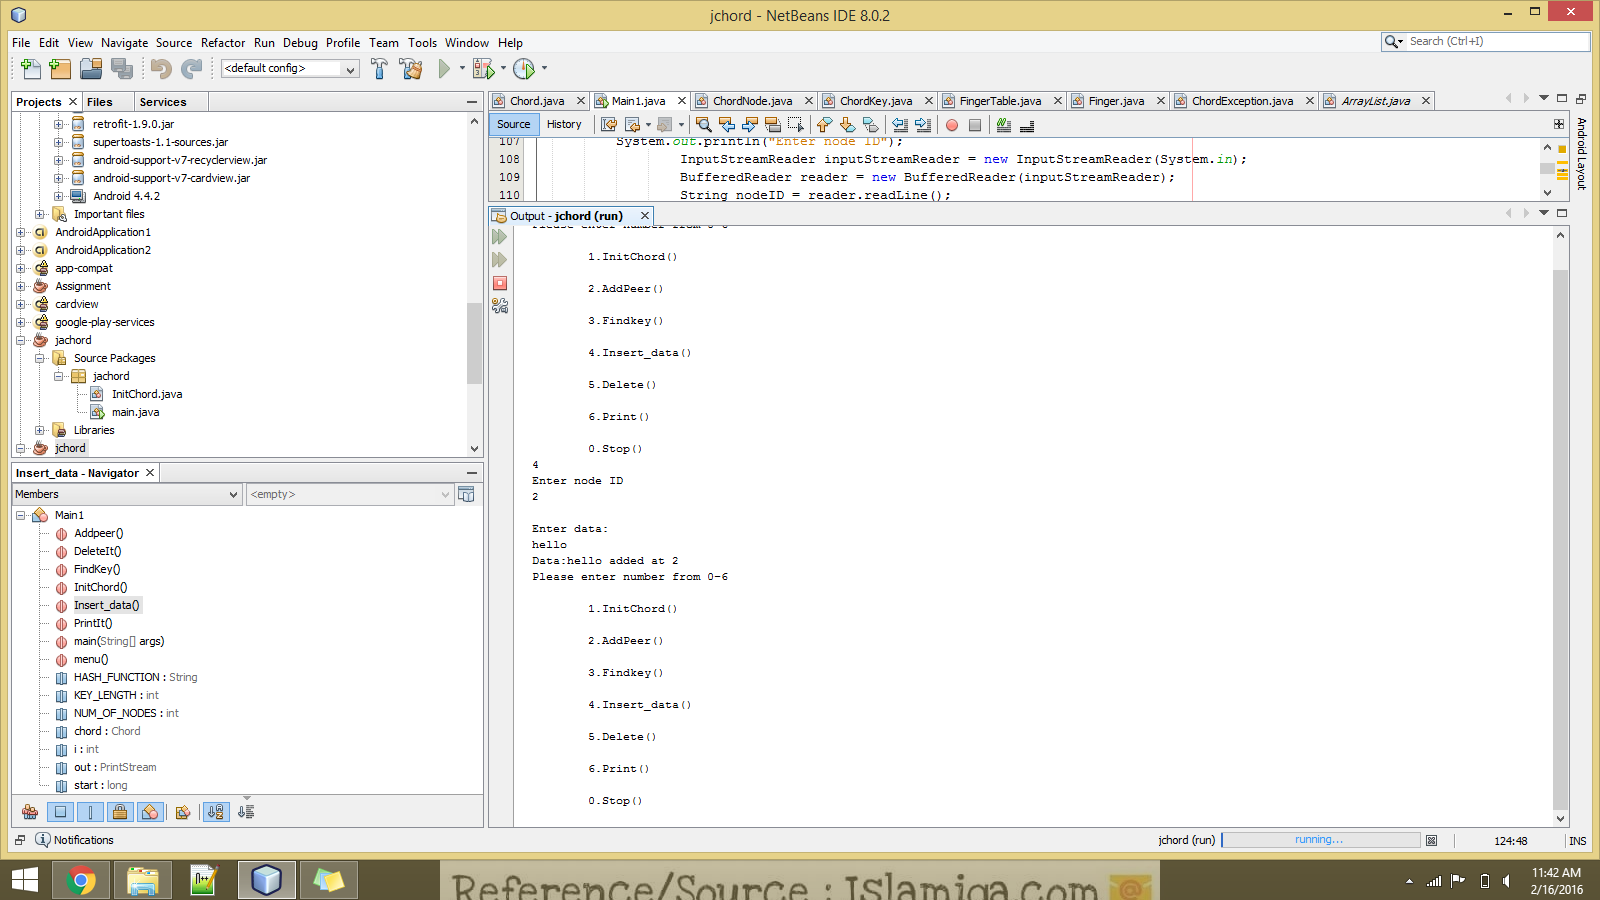 jchord - NetBeans IDE 8.0.2
File Edit View Navigate Source Refactor Run Debug Profile Team Tools Window Help
Search (Ctrl+I)
<default config>
Projects Files Services
retrofit-1.9.0.jar
supertoasts-1.1-sources.jar
android-support-v7-recyclerview.jar
android-support-v7-cardview.jar
Android 4.4.2
Important files
AndroidApplication1
AndroidApplication2
app-compat
Assignment
cardview
google-play-services
jachord
Source Packages
jachord
InitChord.java
main.java
Libraries
jchord
Insert_data - Navigator
Members <empty>
Main1
Addpeer()
DeleteIt()
FindKey()
InitChord()
Insert_data()
PrintIt()
main(String[] args)
menu()
HASH_FUNCTION : String
KEY_LENGTH : int
NUM_OF_NODES : int
chord : Chord
i : int
out : PrintStream
start : long
Chord.java Main1.java ChordNode.java ChordKey.java FingerTable.java Finger.java ChordException.java ArrayList.java
Source History
107 System.out.println("Enter node ID");
108 InputStreamReader inputStreamReader = new InputStreamReader(System.in);
109 BufferedReader reader = new BufferedReader(inputStreamReader);
110 String nodeID = reader.readLine();
Android Layout
Output - jchord (run)
Please enter number from 0-6
1.InitChord()
2.AddPeer()
3.Findkey()
4.Insert_data()
5.Delete()
6.Print()
0.Stop()
4
Enter node ID
2
Enter data:
hello
Data:hello added at 2
Please enter number from 0-6
1.InitChord()
2.AddPeer()
3.Findkey()
4.Insert_data()
5.Delete()
6.Print()
0.Stop()
Notifications
jchord (run) running... 124:48 INS
Reference/Source : Islamiqa.com
11:42 AM
2/16/2016